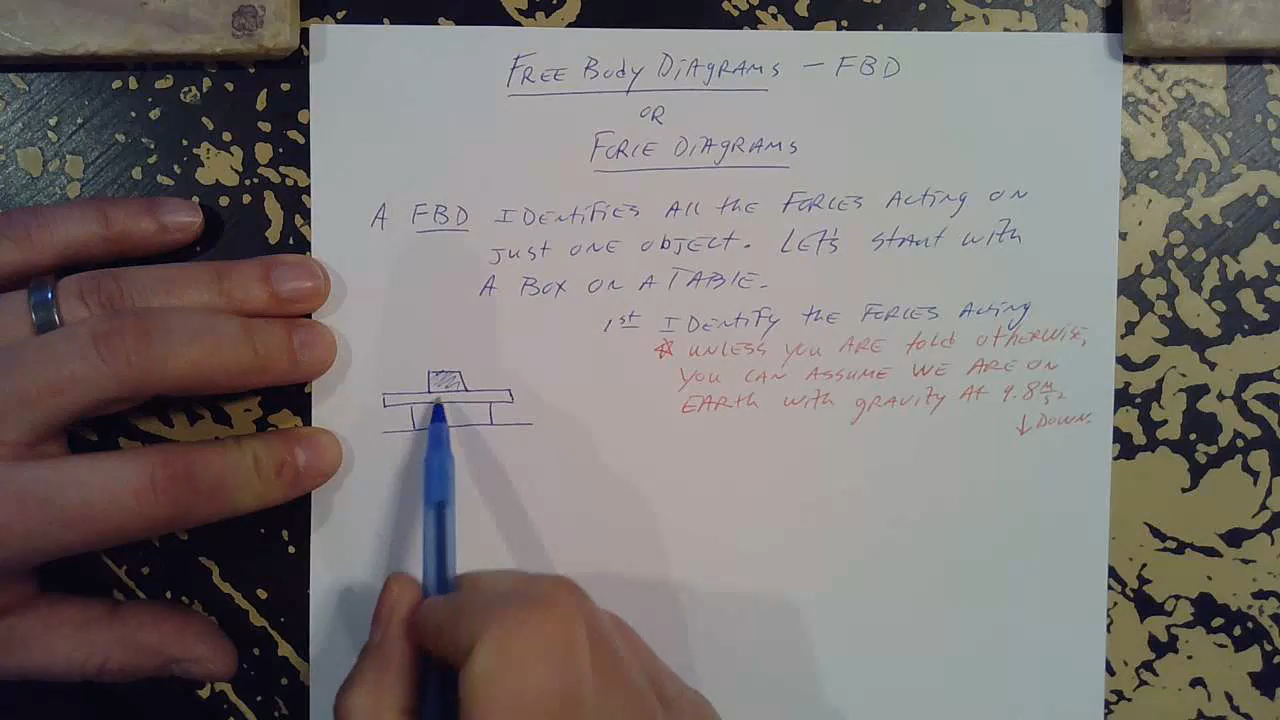 Free Body Diagrams – FBD
OR
Force Diagrams
A FBD Identifies All the Forces Acting on
just one object. Let's start with
A Box on A TABLE.
1st Identify the Forces Acting
* Unless you are told otherwise,
you can assume we are on
Earth with gravity At 9.8 m/s²
↓ Down.